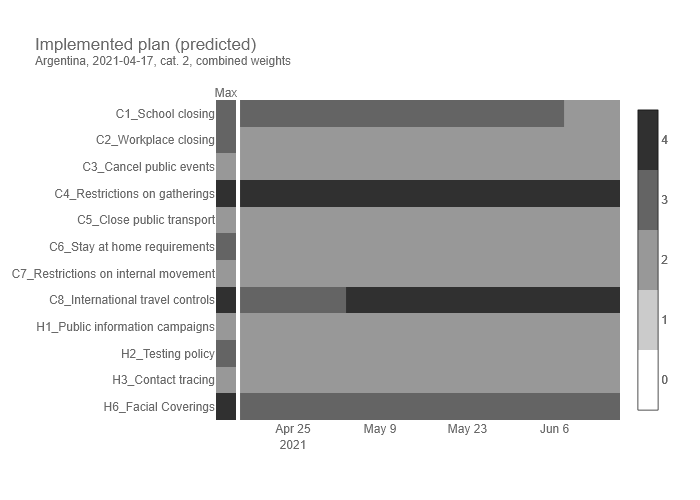 Implemented plan (predicted)
Argentina, 2021-04-17, cat. 2, combined weights
Max
C1_School closing
C2_Workplace closing
C3_Cancel public events
C4_Restrictions on gatherings
C5_Close public transport
C6_Stay at home requirements
C7_Restrictions on internal movement
C8_International travel controls
H1_Public information campaigns
H2_Testing policy
H3_Contact tracing
H6_Facial Coverings
4
3
2
1
0
Apr 25 May 9 May 23 Jun 6
2021